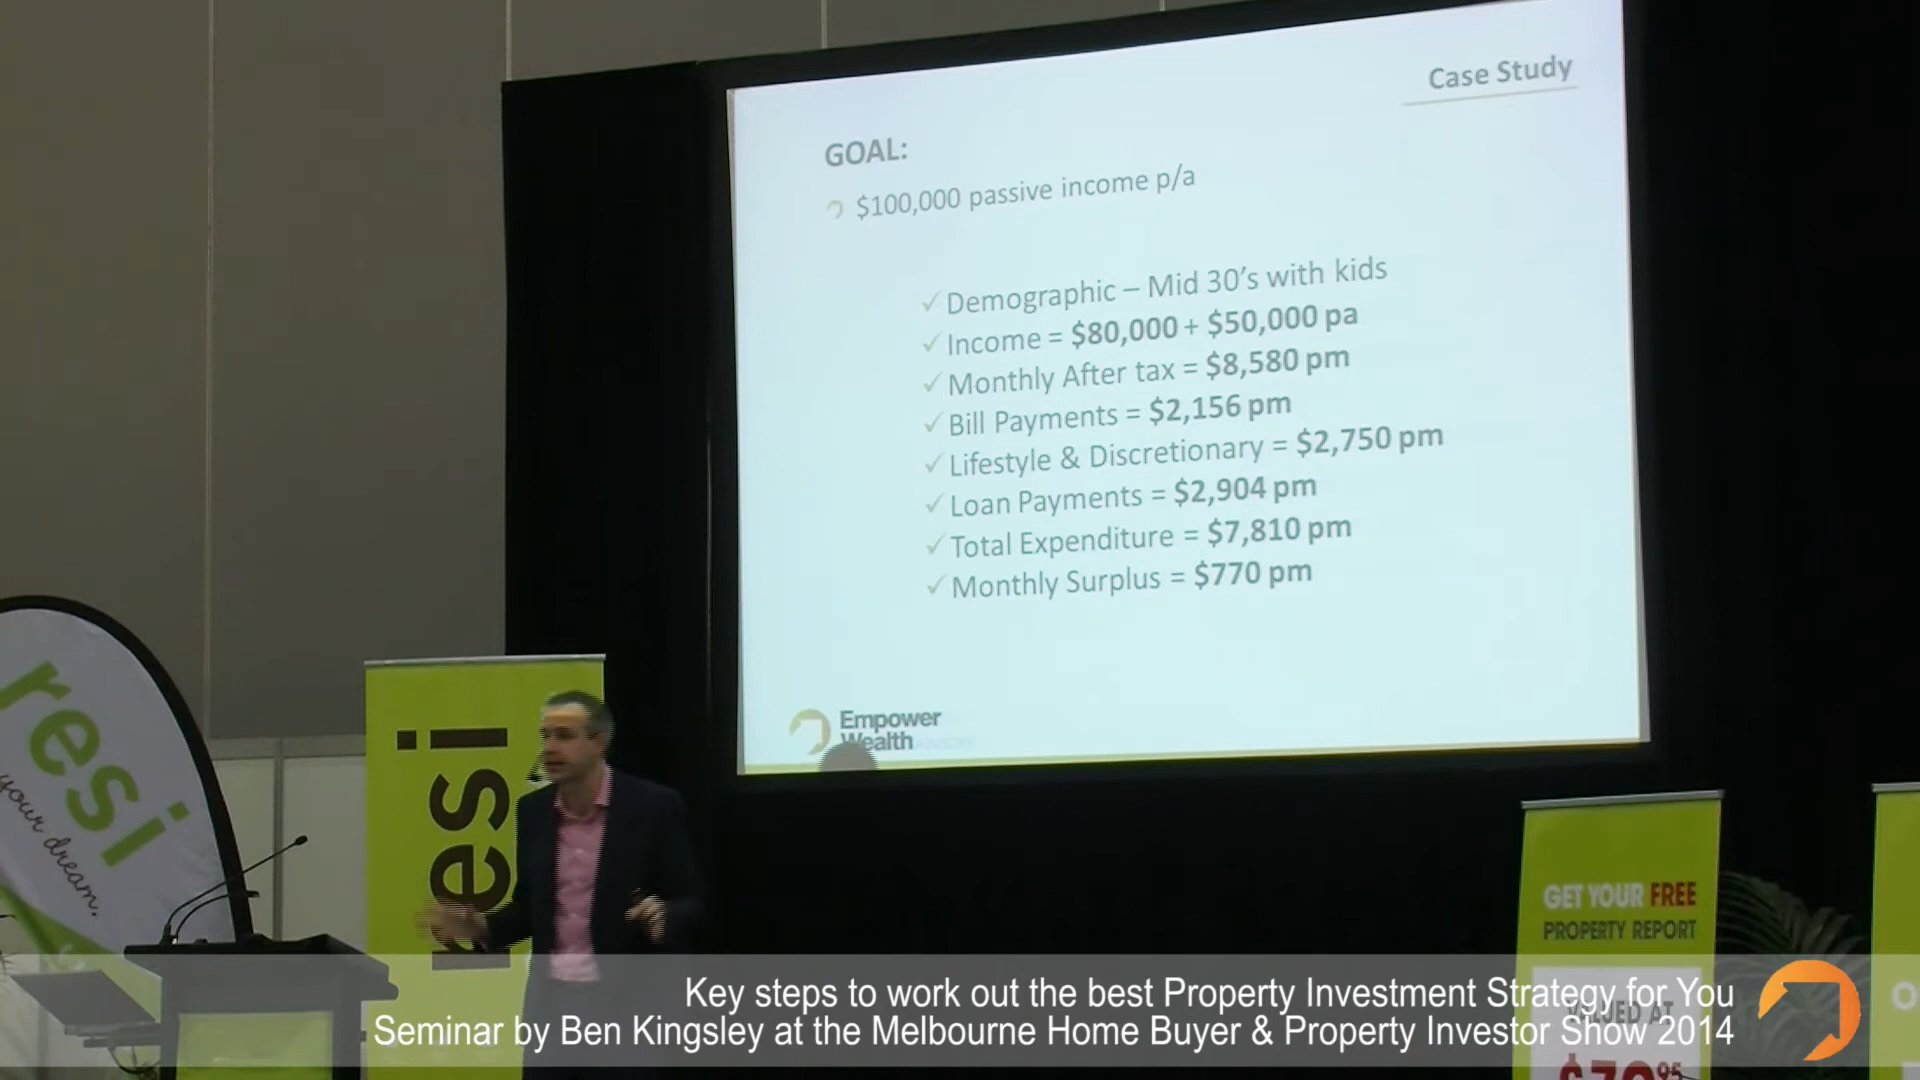 Case Study
GOAL:
$100,000 passive income p/a
Demographic – Mid 30's with kids
Income = $80,000 + $50,000 pa
Monthly After tax = $8,580 pm
Bill Payments = $2,156 pm
Lifestyle & Discretionary = $2,750 pm
Loan Payments = $2,904 pm
Total Expenditure = $7,810 pm
Monthly Surplus = $770 pm
Empower
Wealth
resi
your dream.
resi
GET YOUR FREE
PROPERTY REPORT
VALUED AT
Key steps to work out the best Property Investment Strategy for You
Seminar by Ben Kingsley at the Melbourne Home Buyer & Property Investor Show 2014